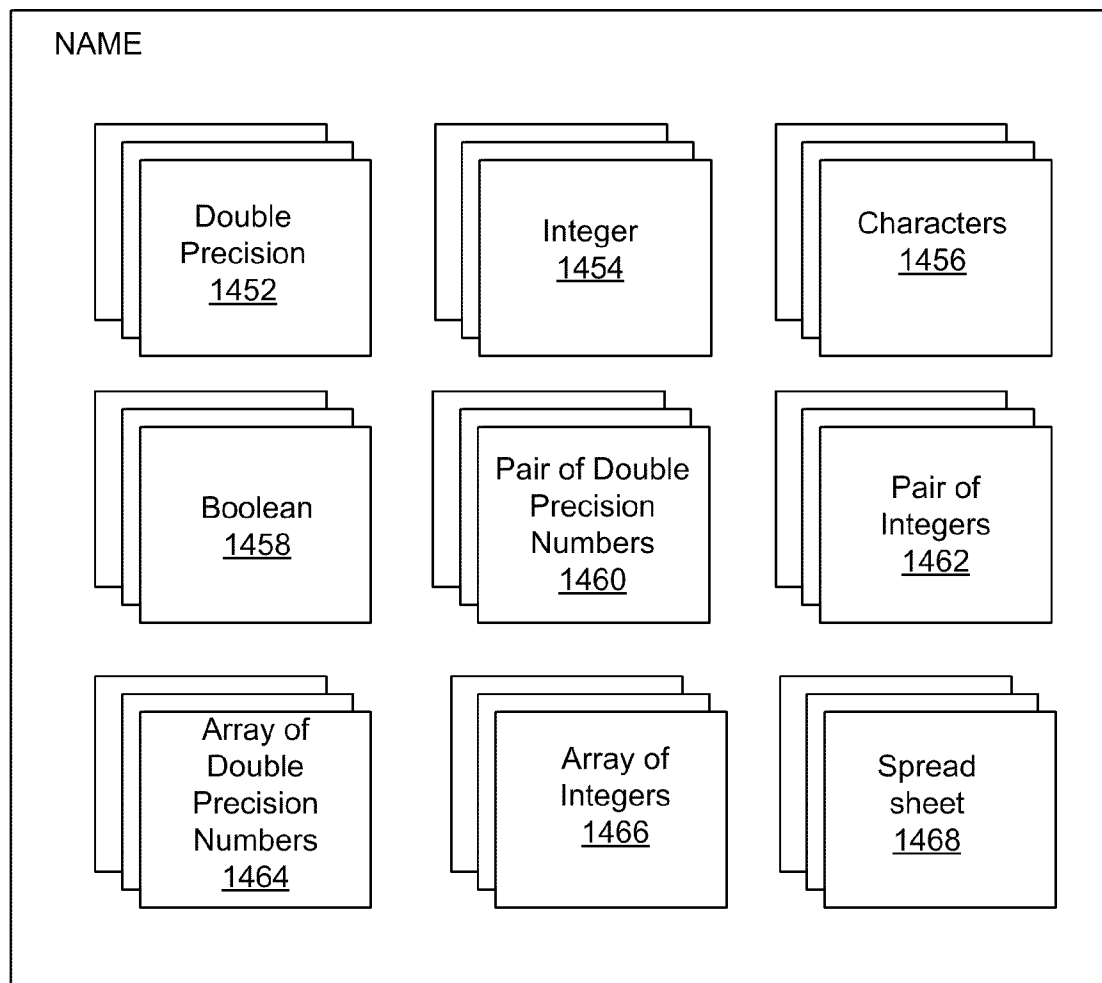 NAME
Double
Precision
1452
Integer
1454
Characters
1456
Boolean
1458
Pair of Double
Precision
Numbers
1460
Pair of
Integers
1462
Array of
Double
Precision
Numbers
1464
Array of
Integers
1466
Spread
sheet
1468